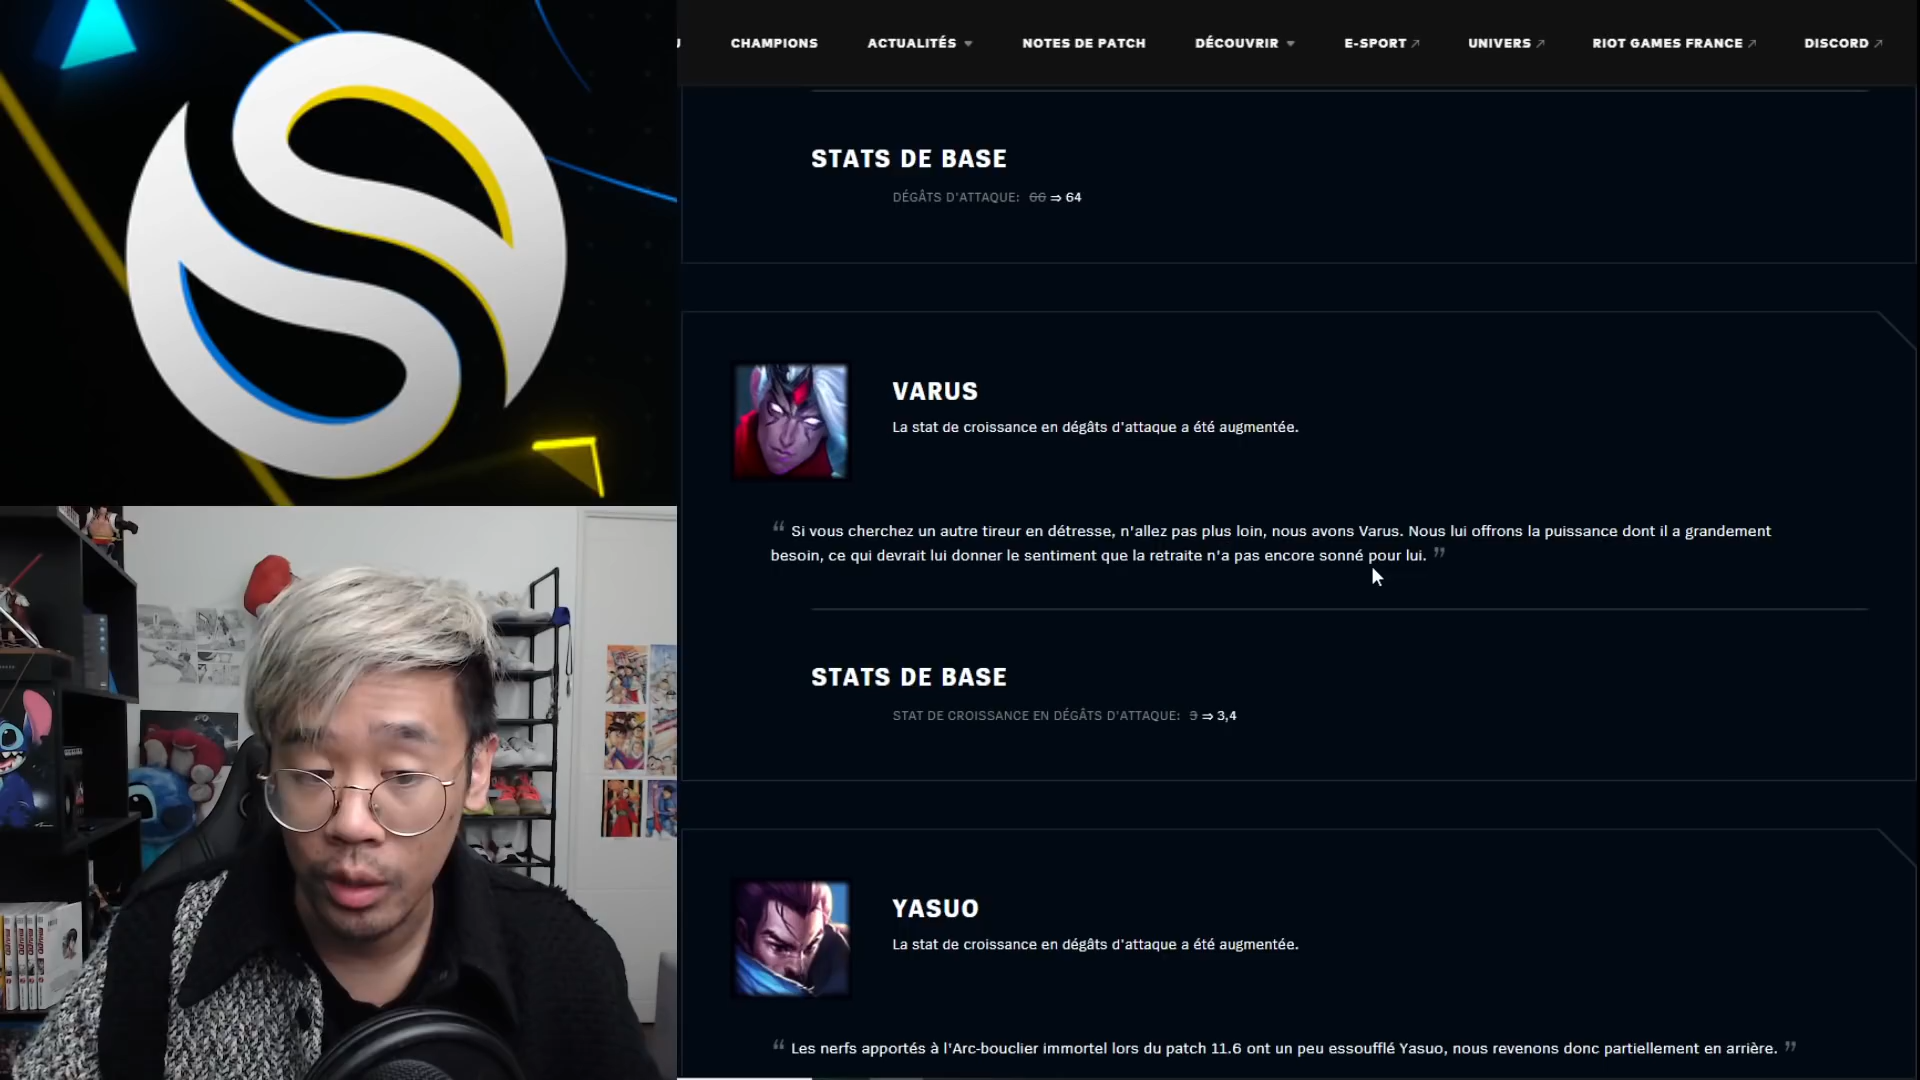 CHAMPIONS ACTUALITÉS NOTES DE PATCH DÉCOUVRIR E-SPORT UNIVERS RIOT GAMES FRANCE DISCORD
STATS DE BASE
DÉGÂTS D'ATTAQUE: 66 ⇒ 64
VARUS
La stat de croissance en dégâts d'attaque a été augmentée.
“ Si vous cherchez un autre tireur en détresse, n'allez pas plus loin, nous avons Varus. Nous lui offrons la puissance dont il a grandement
besoin, ce qui devrait lui donner le sentiment que la retraite n'a pas encore sonné pour lui. ”
STATS DE BASE
STAT DE CROISSANCE EN DÉGÂTS D'ATTAQUE: 3 ⇒ 3,4
YASUO
La stat de croissance en dégâts d'attaque a été augmentée.
“ Les nerfs apportés à l'Arc-bouclier immortel lors du patch 11.6 ont un peu essoufflé Yasuo, nous revenons donc partiellement en arrière. ”